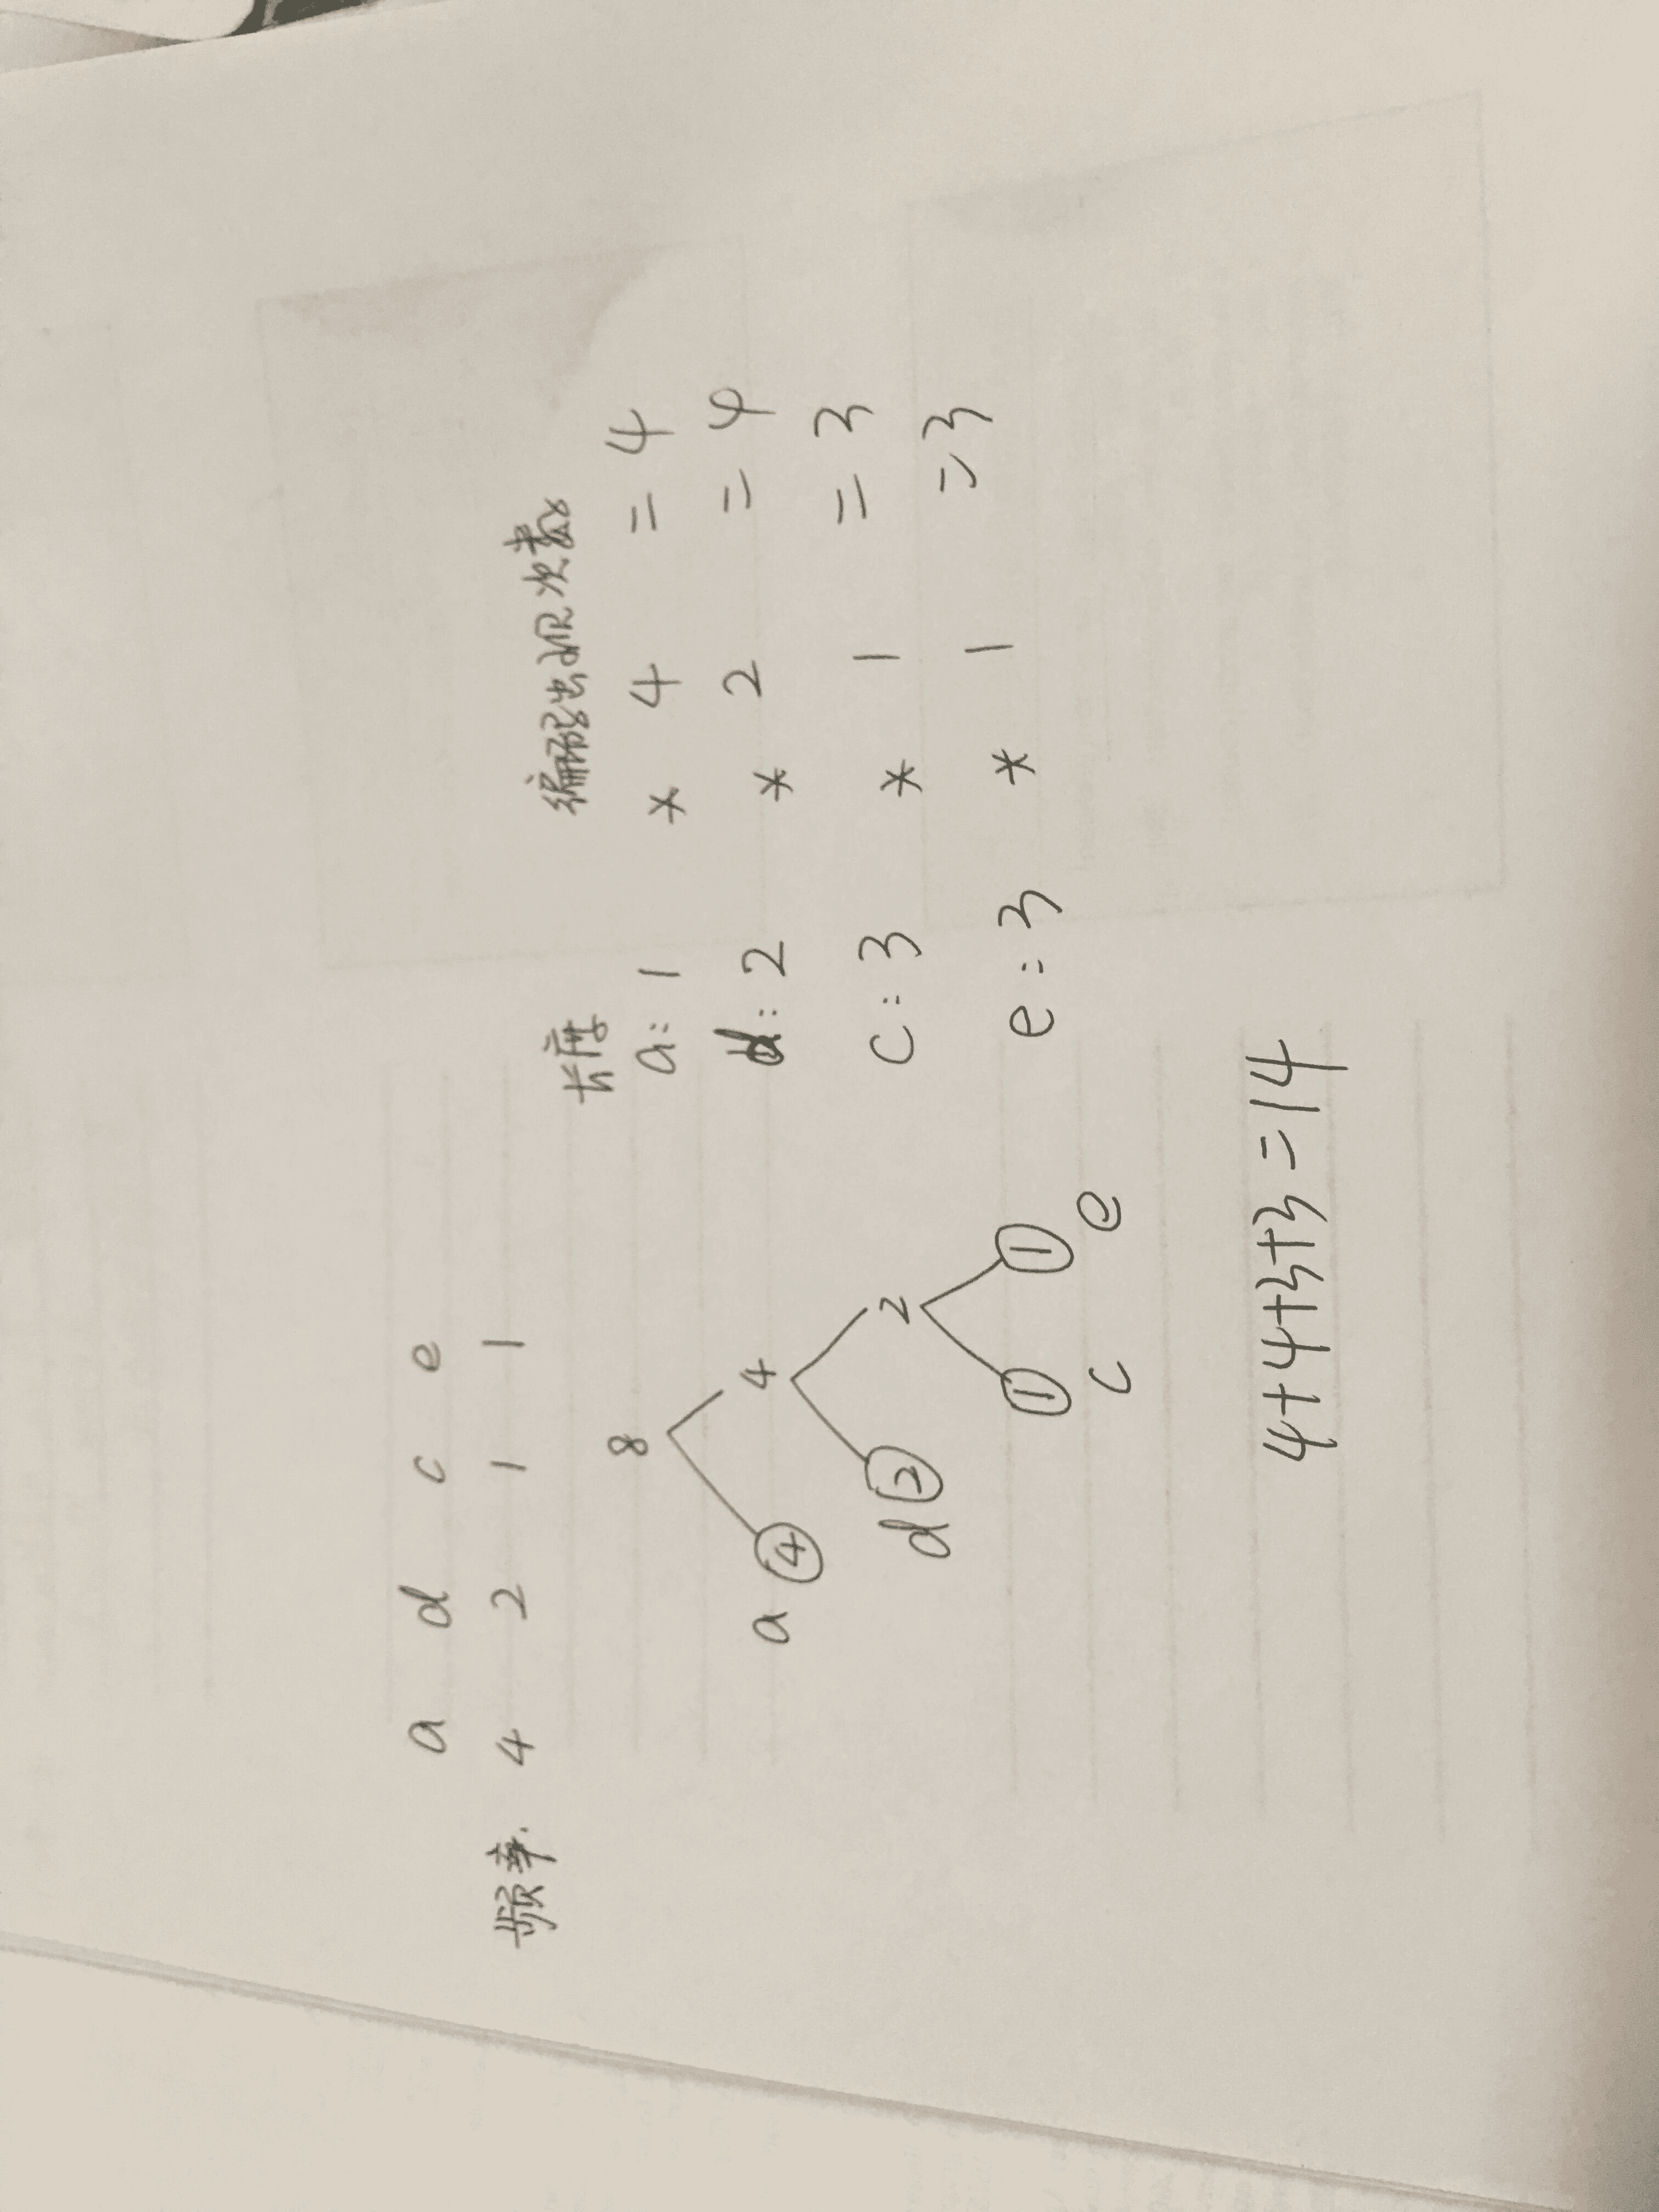 a d c e
频率. 4 2 1 1
长度 编码出现次数
8
a: 1 * 4 = 4
a ④ 4
d: 2 * 2 = 4
d ② 2
c: 3 * 1 = 3
① ①
c e
e: 3 * 1 = 3
4+4+3+3=14